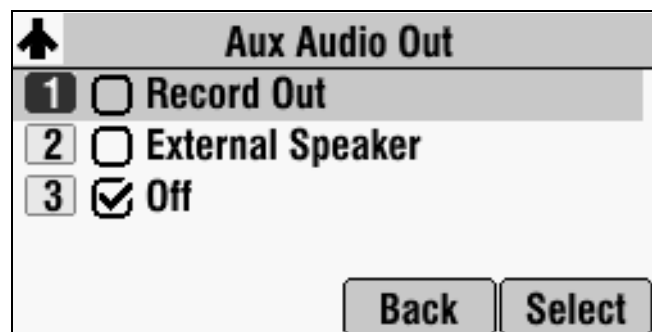 Aux Audio Out
1 Record Out
2 External Speaker
3 Off
Back Select